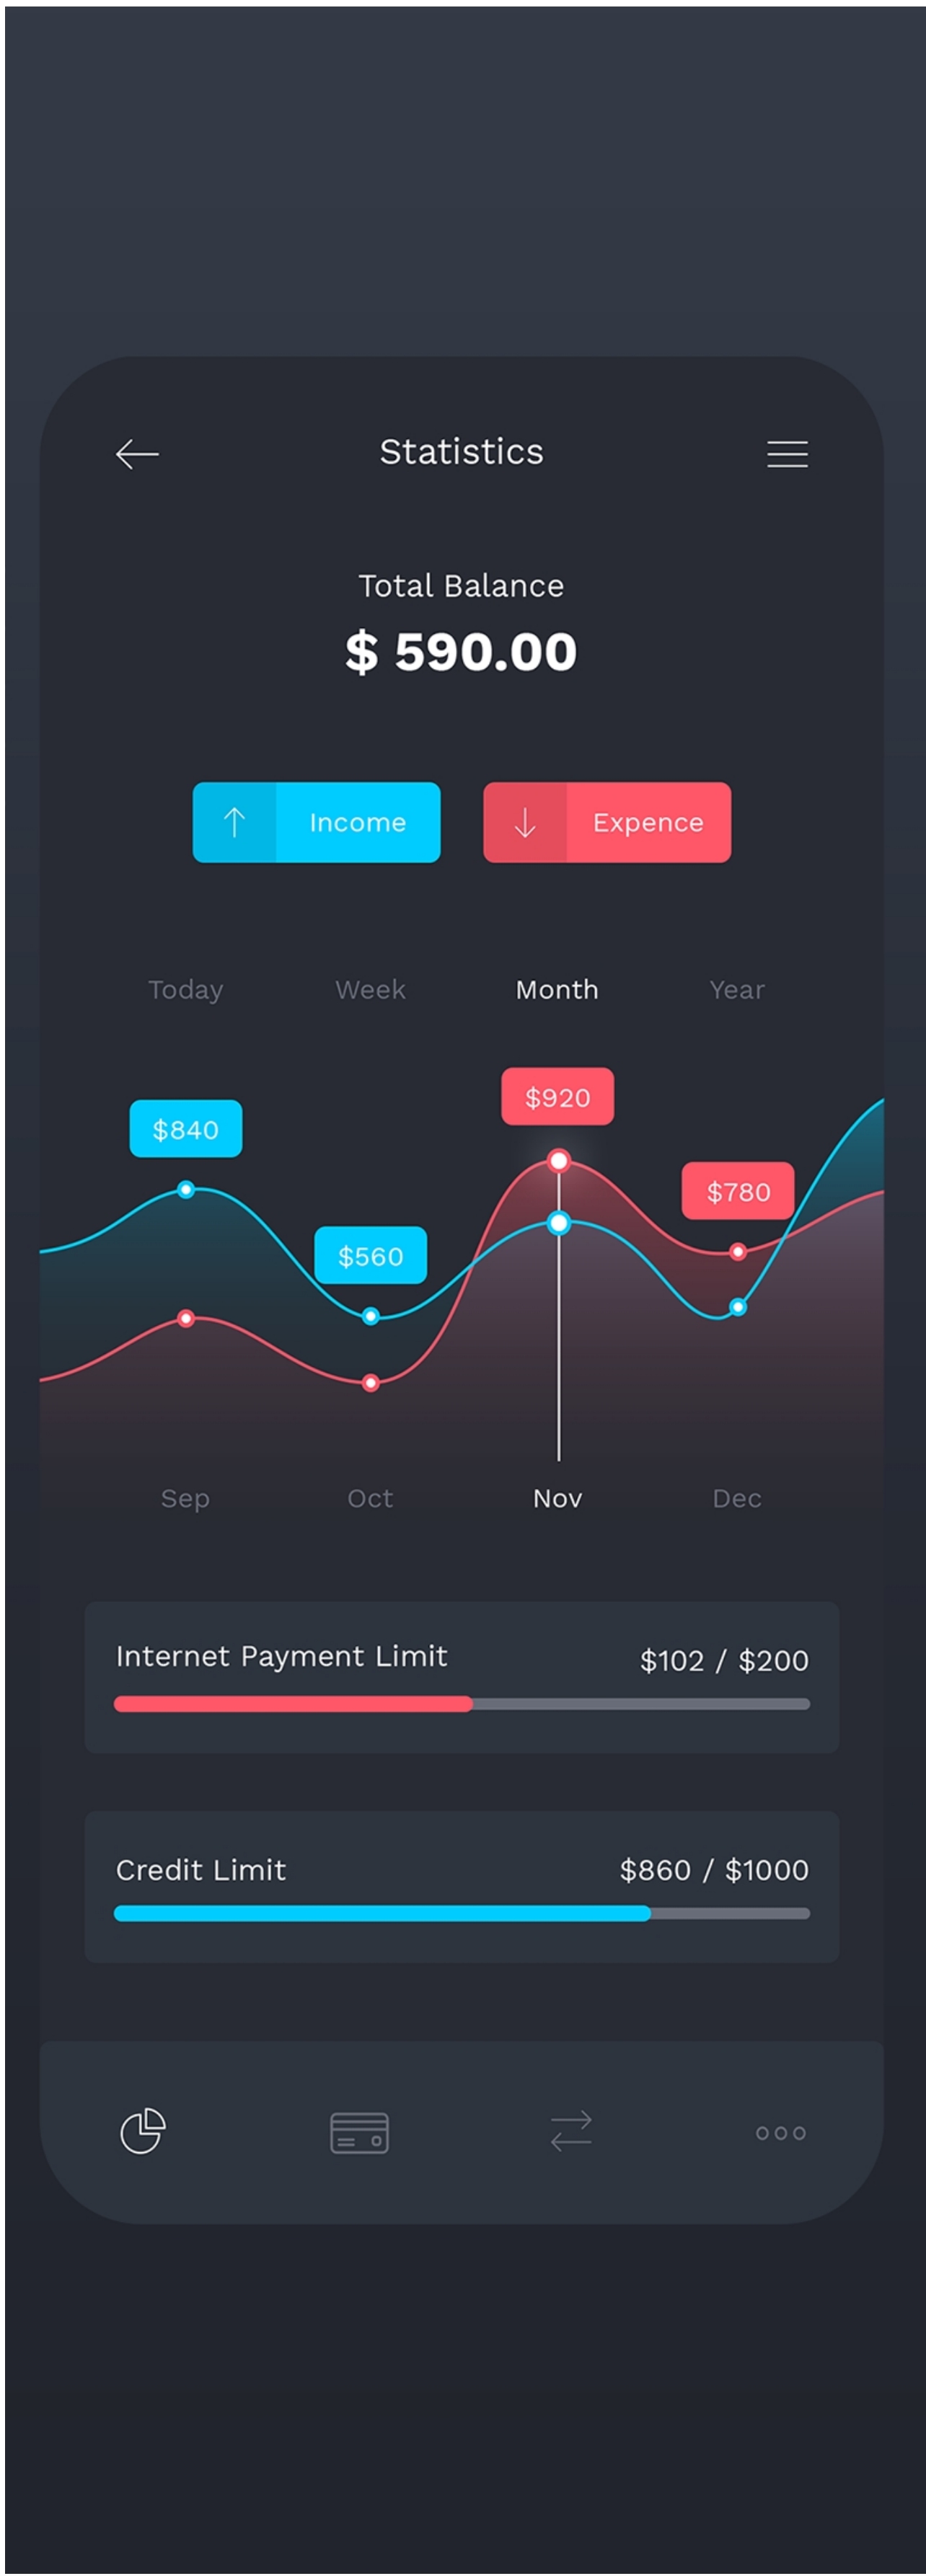 Statistics
Total Balance
$ 590.00
Income
Expence
Today Week Month Year
$920
$840
$780
$560
Sep Oct Nov Dec
Internet Payment Limit $102 / $200
Credit Limit $860 / $1000